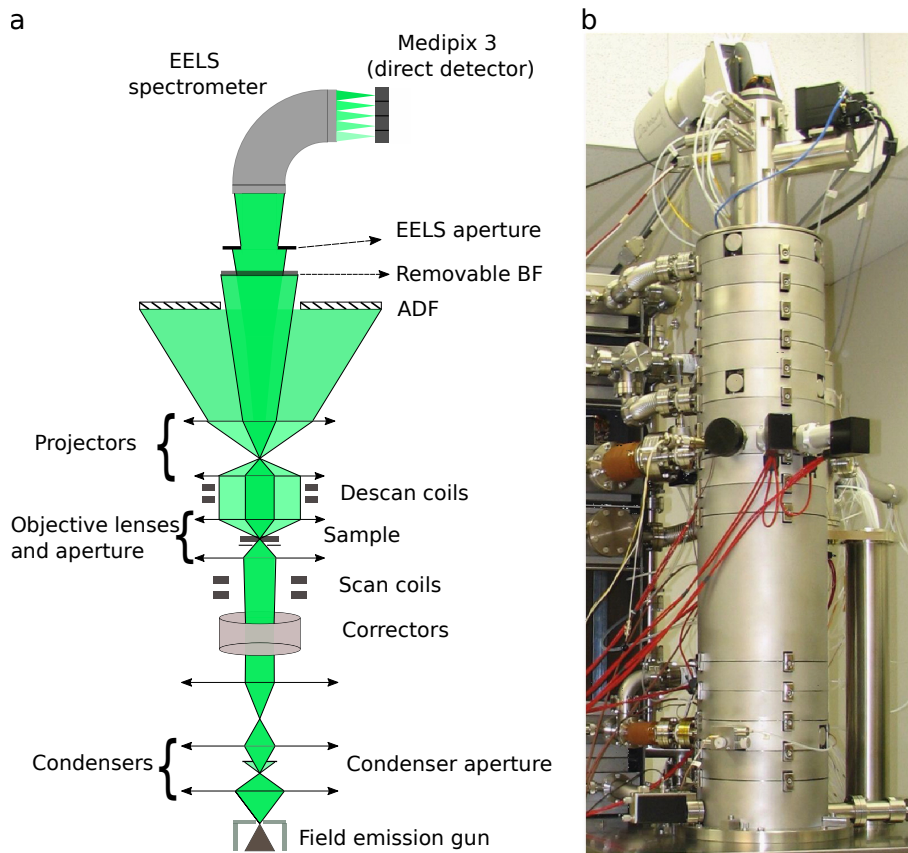 a
b
EELS
spectrometer
Medipix 3
(direct detector)
EELS aperture
Removable BF
ADF
Projectors
Descan coils
Objective lenses
and aperture
Sample
Scan coils
Correctors
Condensers
Condenser aperture
Field emission gun